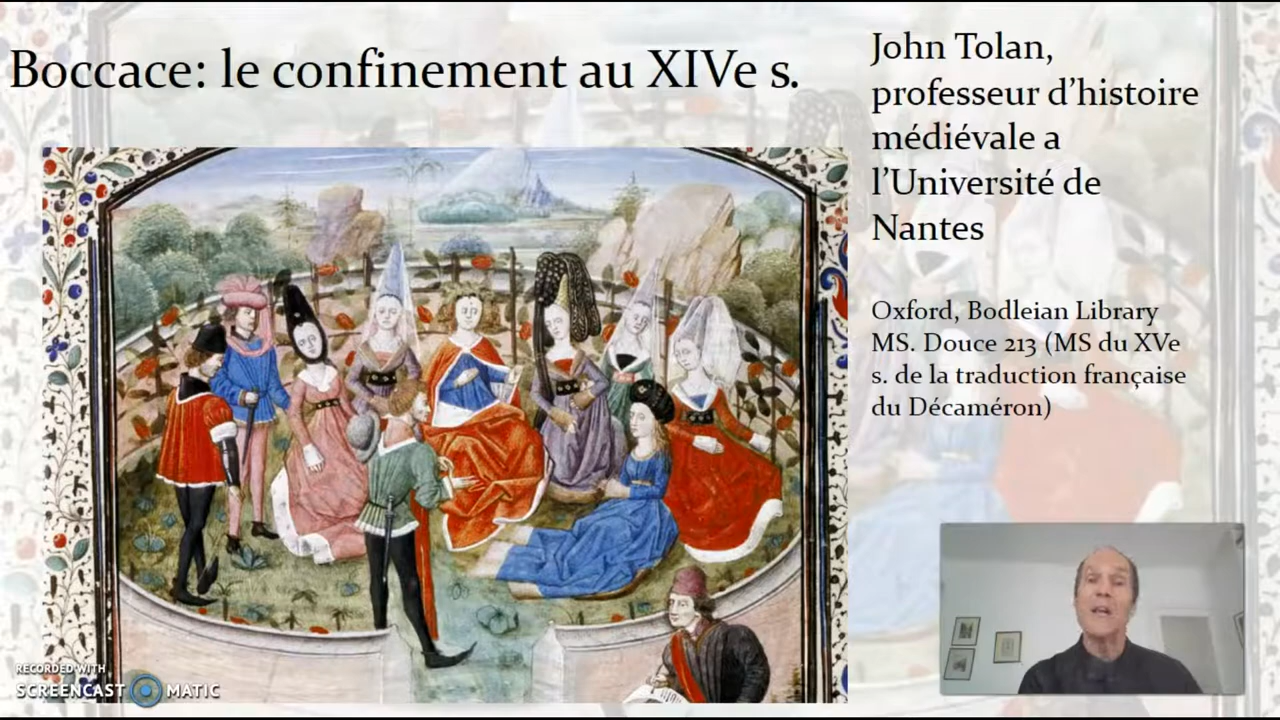 Boccace: le confinement au XIVe s.
John Tolan,
professeur d’histoire
médiévale a
l’Université de
Nantes
Oxford, Bodleian Library
MS. Douce 213 (MS du XVe
s. de la traduction française
du Décaméron)
RECORDED WITH
SCREENCAST MATIC